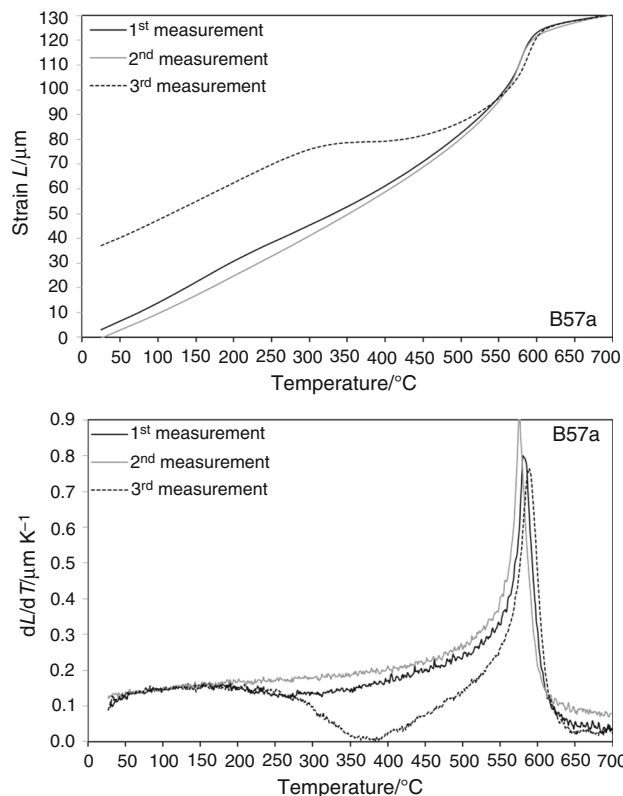 130
120
110
100
90
80
70
60
50
40
30
20
10
0
Strain L/µm
1st measurement
2nd measurement
3rd measurement
B57a
0 50 100 150 200 250 300 350 400 450 500 550 600 650 700
Temperature/°C
0.9
0.8
0.7
0.6
0.5
0.4
0.3
0.2
0.1
0.0
dL/dT/µm K⁻¹
1st measurement
2nd measurement
3rd measurement
B57a
0 50 100 150 200 250 300 350 400 450 500 550 600 650 700
Temperature/°C